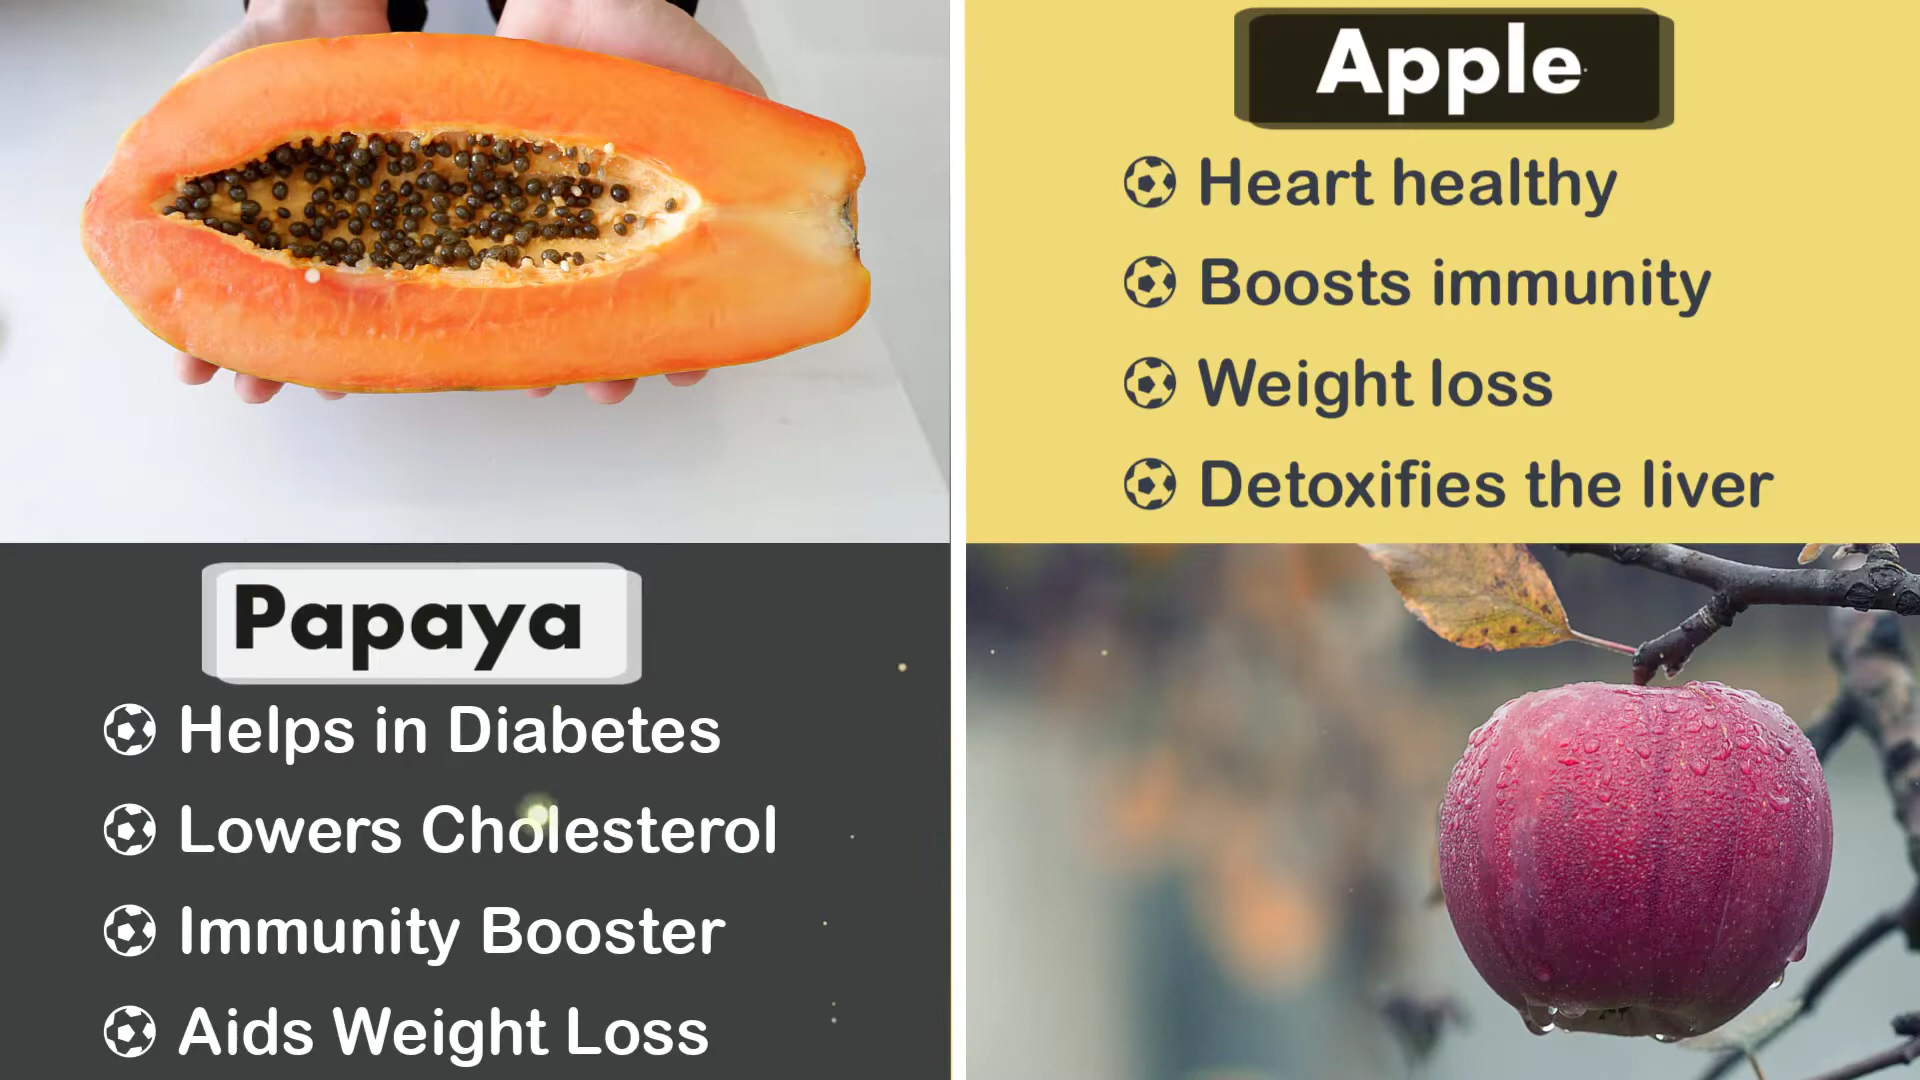 Apple
Heart healthy
Boosts immunity
Weight loss
Detoxifies the liver
Papaya
Helps in Diabetes
Lowers Cholesterol
Immunity Booster
Aids Weight Loss